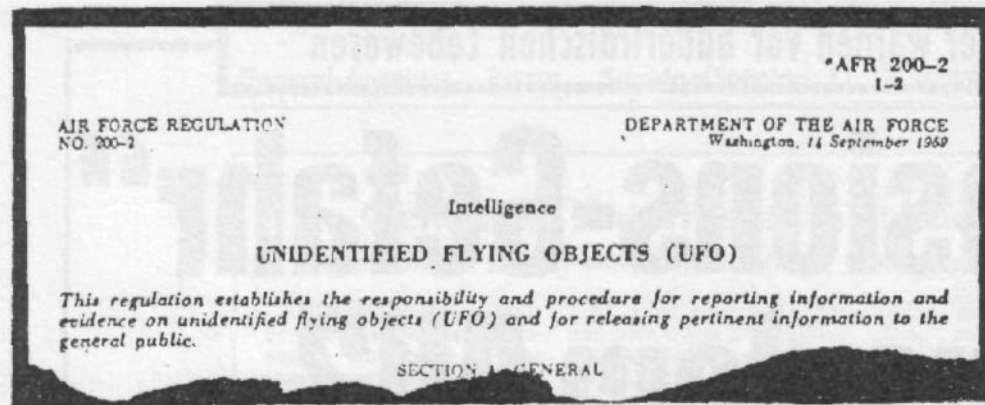 *AFR 200-2
1-2
AIR FORCE REGULATION
NO. 200-2
DEPARTMENT OF THE AIR FORCE
Washington, 14 September 1959
Intelligence
UNIDENTIFIED FLYING OBJECTS (UFO)
This regulation establishes the responsibility and procedure for reporting information and
evidence on unidentified flying objects (UFO) and for releasing pertinent information to the
general public.
SECTION A—GENERAL